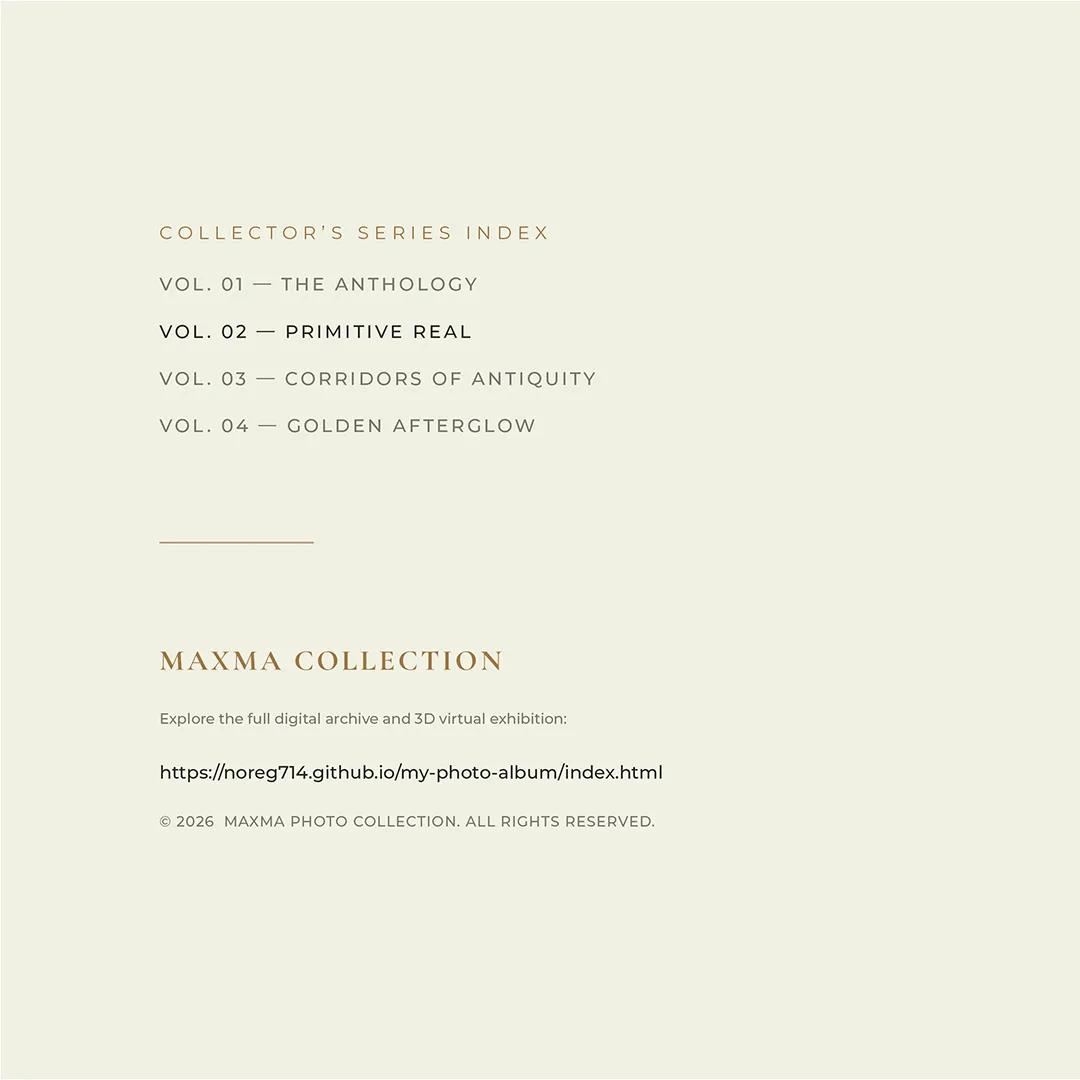 COLLECTOR’S SERIES INDEX
VOL. 01 — THE ANTHOLOGY
VOL. 02 — PRIMITIVE REAL
VOL. 03 — CORRIDORS OF ANTIQUITY
VOL. 04 — GOLDEN AFTERGLOW
MAXMA COLLECTION
Explore the full digital archive and 3D virtual exhibition:
https://noreg714.github.io/my-photo-album/index.html
© 2026 MAXMA PHOTO COLLECTION. ALL RIGHTS RESERVED.